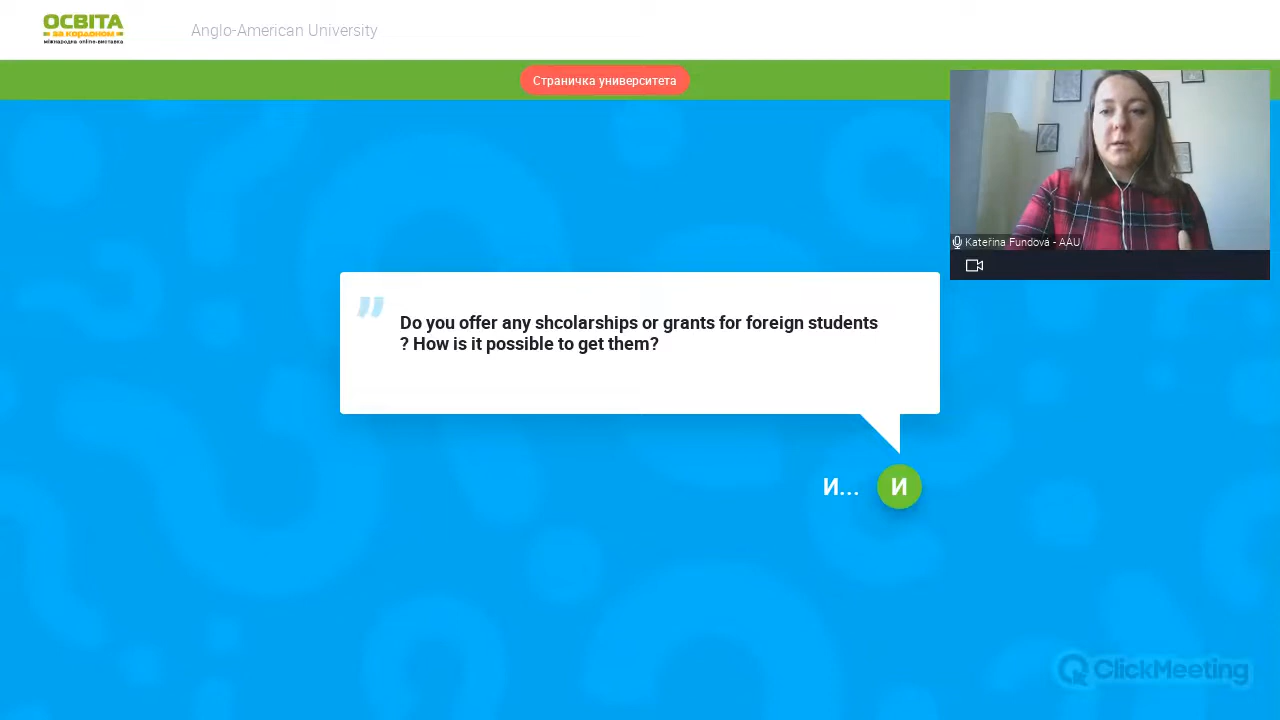 ОСВІТА
за кордоном
міжнародна online-виставка
Anglo-American University
Страничка университета
Kateřina Fundová - AAU
Do you offer any shcolarships or grants for foreign students
? How is it possible to get them?
И...
И
ClickMeeting